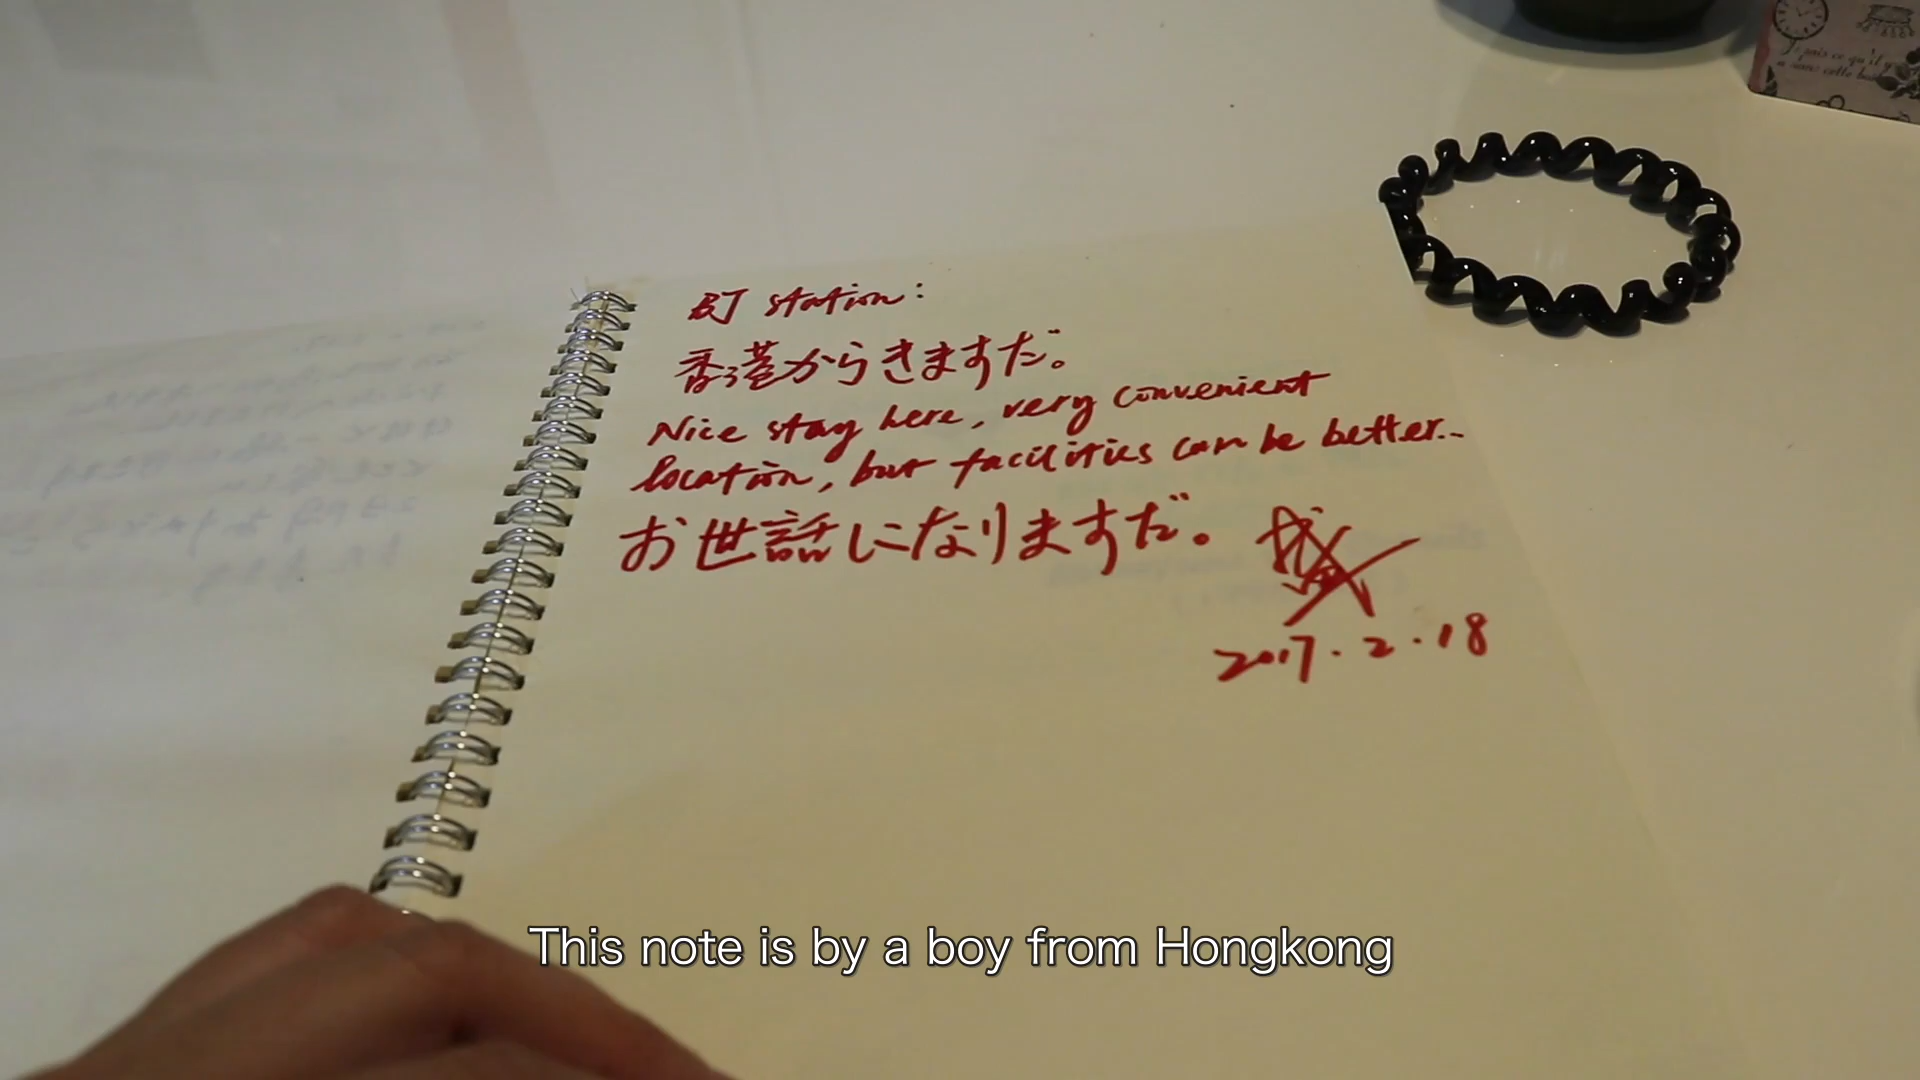 BJ station:
香港からきますだ。
Nice stay here, very convenient
location, but facilities can be better..
お世話になりますだ。
2017.2.18
This note is by a boy from Hongkong